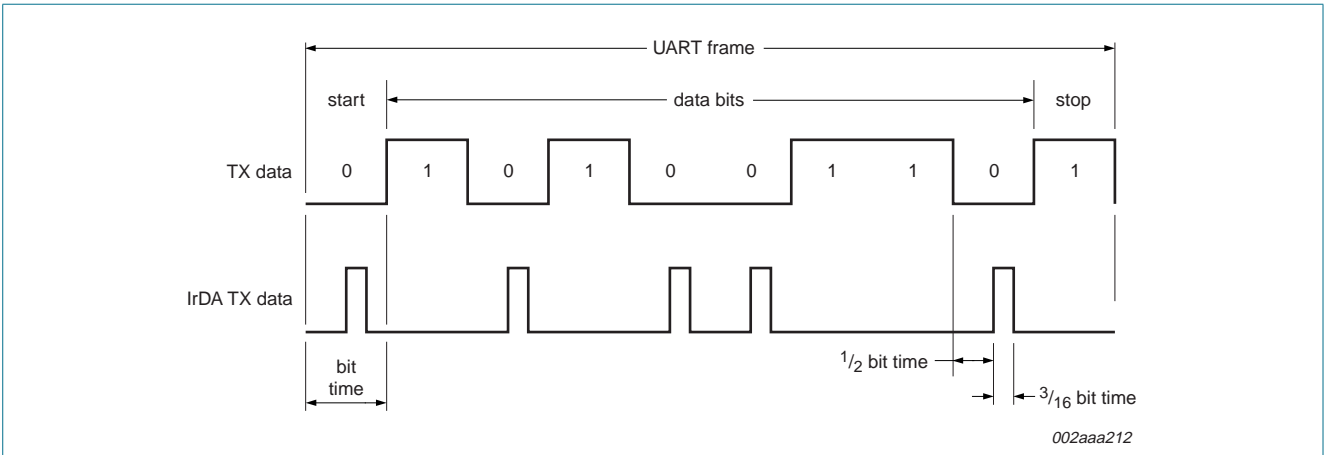 UART frame
start data bits stop
TX data 0 1 0 1 0 0 1 1 0 1
IrDA TX data
bit
time
1/2 bit time
3/16 bit time
002aaa212